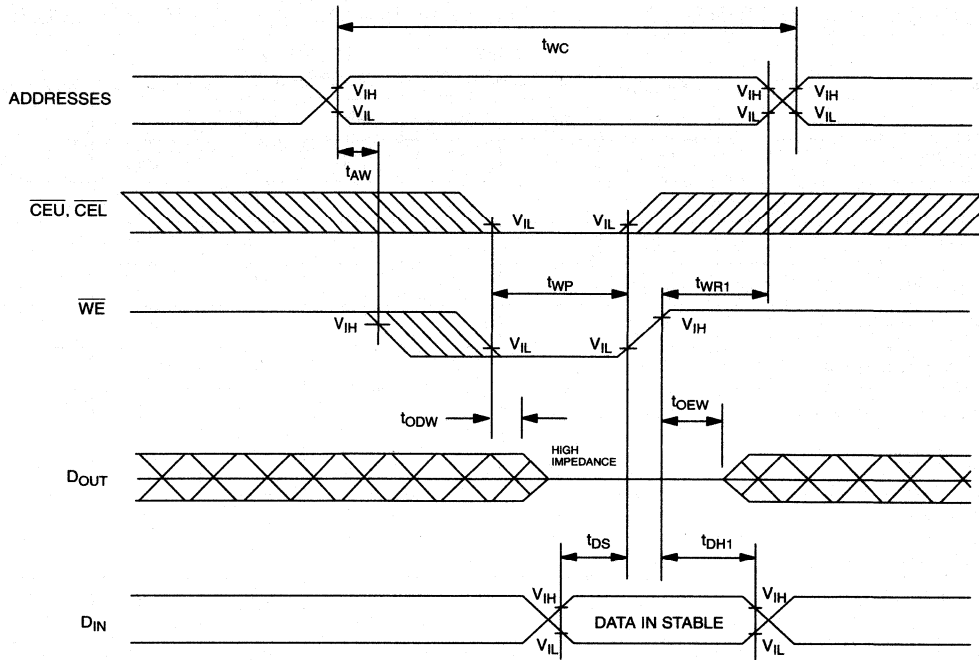 tWC
ADDRESSES
VIH
VIL
VIH
VIL
VIH
VIL
tAW
CEU, CEL
VIL
VIL
tWP
tWR1
WE
VIH
VIL
VIL
VIH
tODW
tOEW
HIGH
IMPEDANCE
DOUT
tDS
tDH1
DIN
VIH
VIL
DATA IN STABLE
VIH
VIL